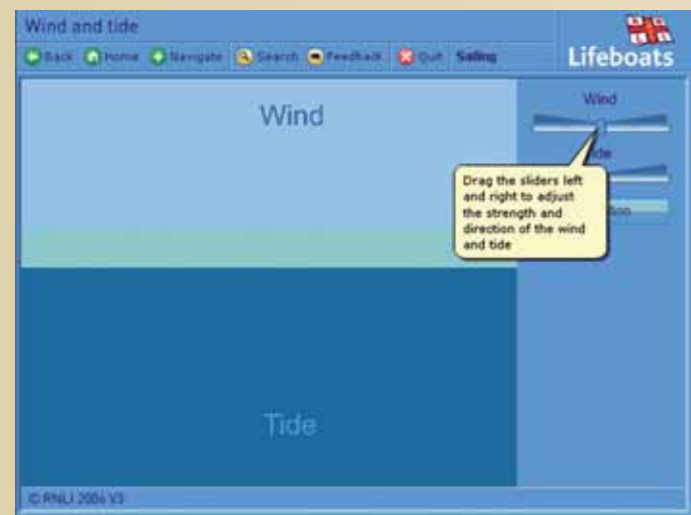 Wind and tide
Back Home Navigate Search Feedback Quit Sailing
Lifeboats
Wind
Wind
Drag the sliders left
and right to adjust
the strength and
direction of the wind
and tide
Tide
© RNLI 2006 V3